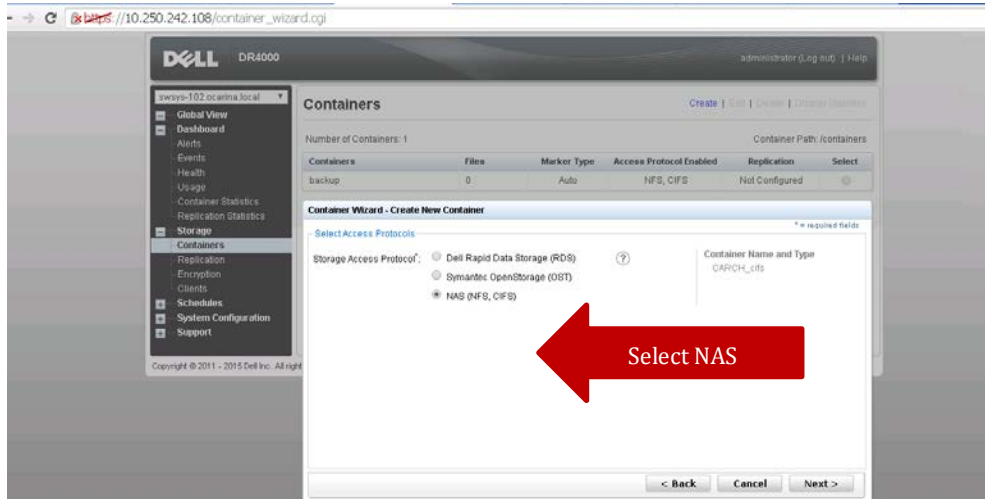 https://10.250.242.108/container_wizard.cgi
DELL DR4000 administrator (Log out) | Help
swsys-102.ocarina.local
Global View
Dashboard
Alerts
Events
Health
Usage
Container Statistics
Replication Statistics
Storage
Containers
Replication
Encryption
Clients
Schedules
System Configuration
Support
Containers Create | Edit | Delete | Display Statistics
Number of Containers: 1 Container Path: /containers
Containers Files Marker Type Access Protocol Enabled Replication Select
backup 0 Auto NFS, CIFS Not Configured
Container Wizard - Create New Container
* = required fields
Select Access Protocols
Storage Access Protocol*: Dell Rapid Data Storage (RDS) ?
Symantec OpenStorage (OST)
NAS (NFS, CIFS)
Container Name and Type
CARCH_cifs
Select NAS
Copyright © 2011 - 2015 Dell Inc. All right
< Back Cancel Next >